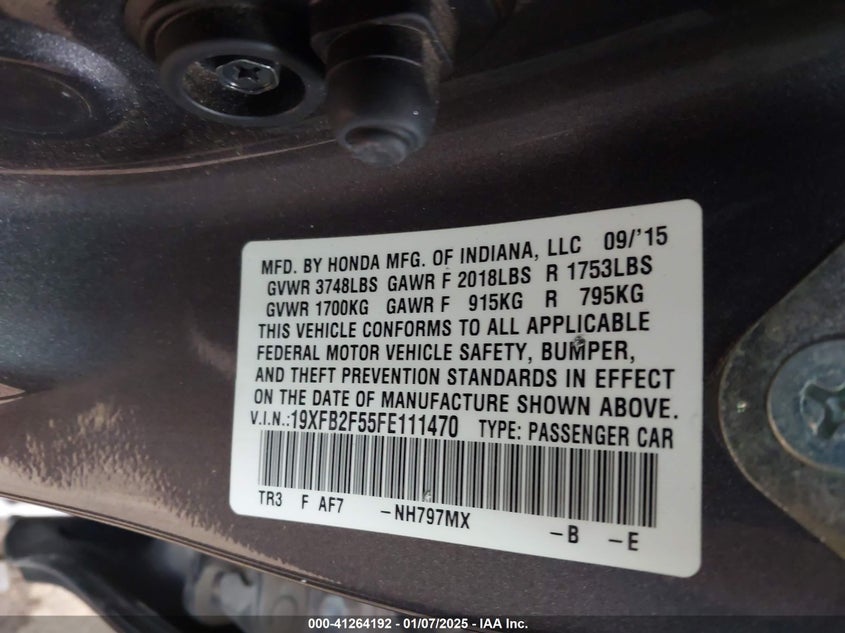 MFD. BY HONDA MFG. OF INDIANA, LLC 09/'15
GVWR 3748LBS GAWR F 2018LBS R 1753LBS
GVWR 1700KG GAWR F 915KG R 795KG
THIS VEHICLE CONFORMS TO ALL APPLICABLE
FEDERAL MOTOR VEHICLE SAFETY, BUMPER,
AND THEFT PREVENTION STANDARDS IN EFFECT
ON THE DATE OF MANUFACTURE SHOWN ABOVE.
V.I.N.:19XFB2F55FE111470 TYPE: PASSENGER CAR
TR3 F AF7 -NH797MX -B -E
000-41264192 - 01/07/2025 - IAA Inc.